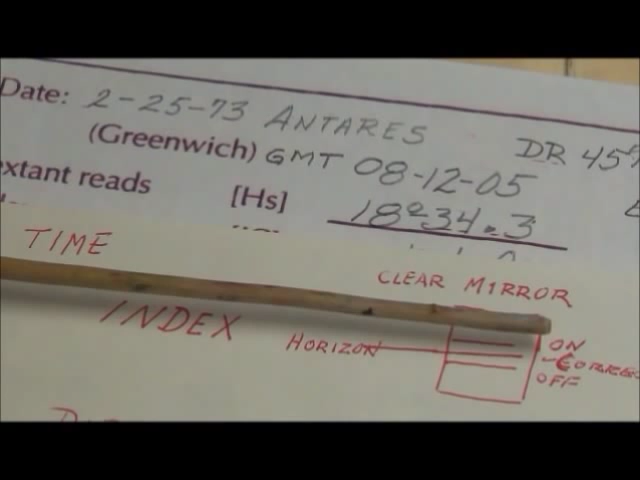 Date: 2-25-73 ANTARES
(Greenwich) GMT 08-12-05
DR 45°
extant reads [Hs] 18°34.3
TIME
CLEAR MIRROR
INDEX
HORIZON
ON
OFF